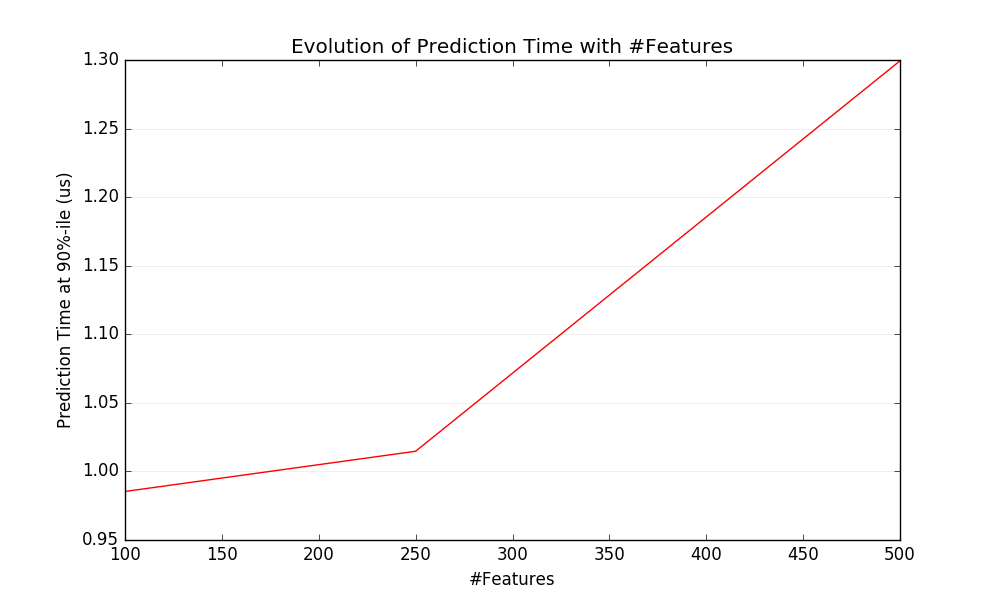 Evolution of Prediction Time with #Features
Prediction Time at 90%-ile (us)
1.30
1.25
1.20
1.15
1.10
1.05
1.00
0.95
100 150 200 250 300 350 400 450 500
#Features